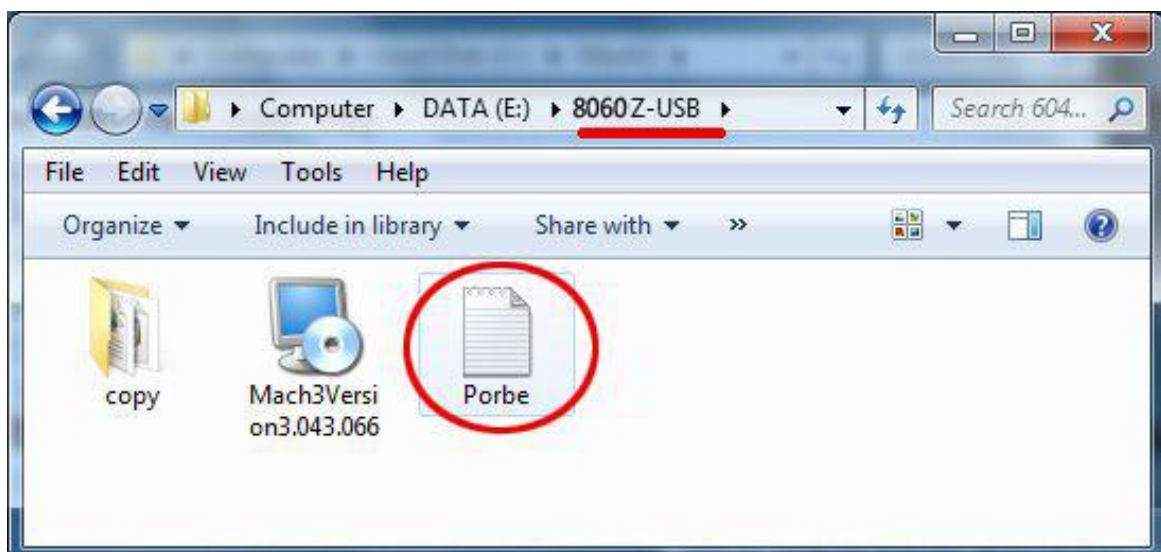 Computer DATA (E:) 8060Z-USB Search 604...
File Edit View Tools Help
Organize Include in library Share with »
copy
Mach3Versi
on3.043.066
Porbe